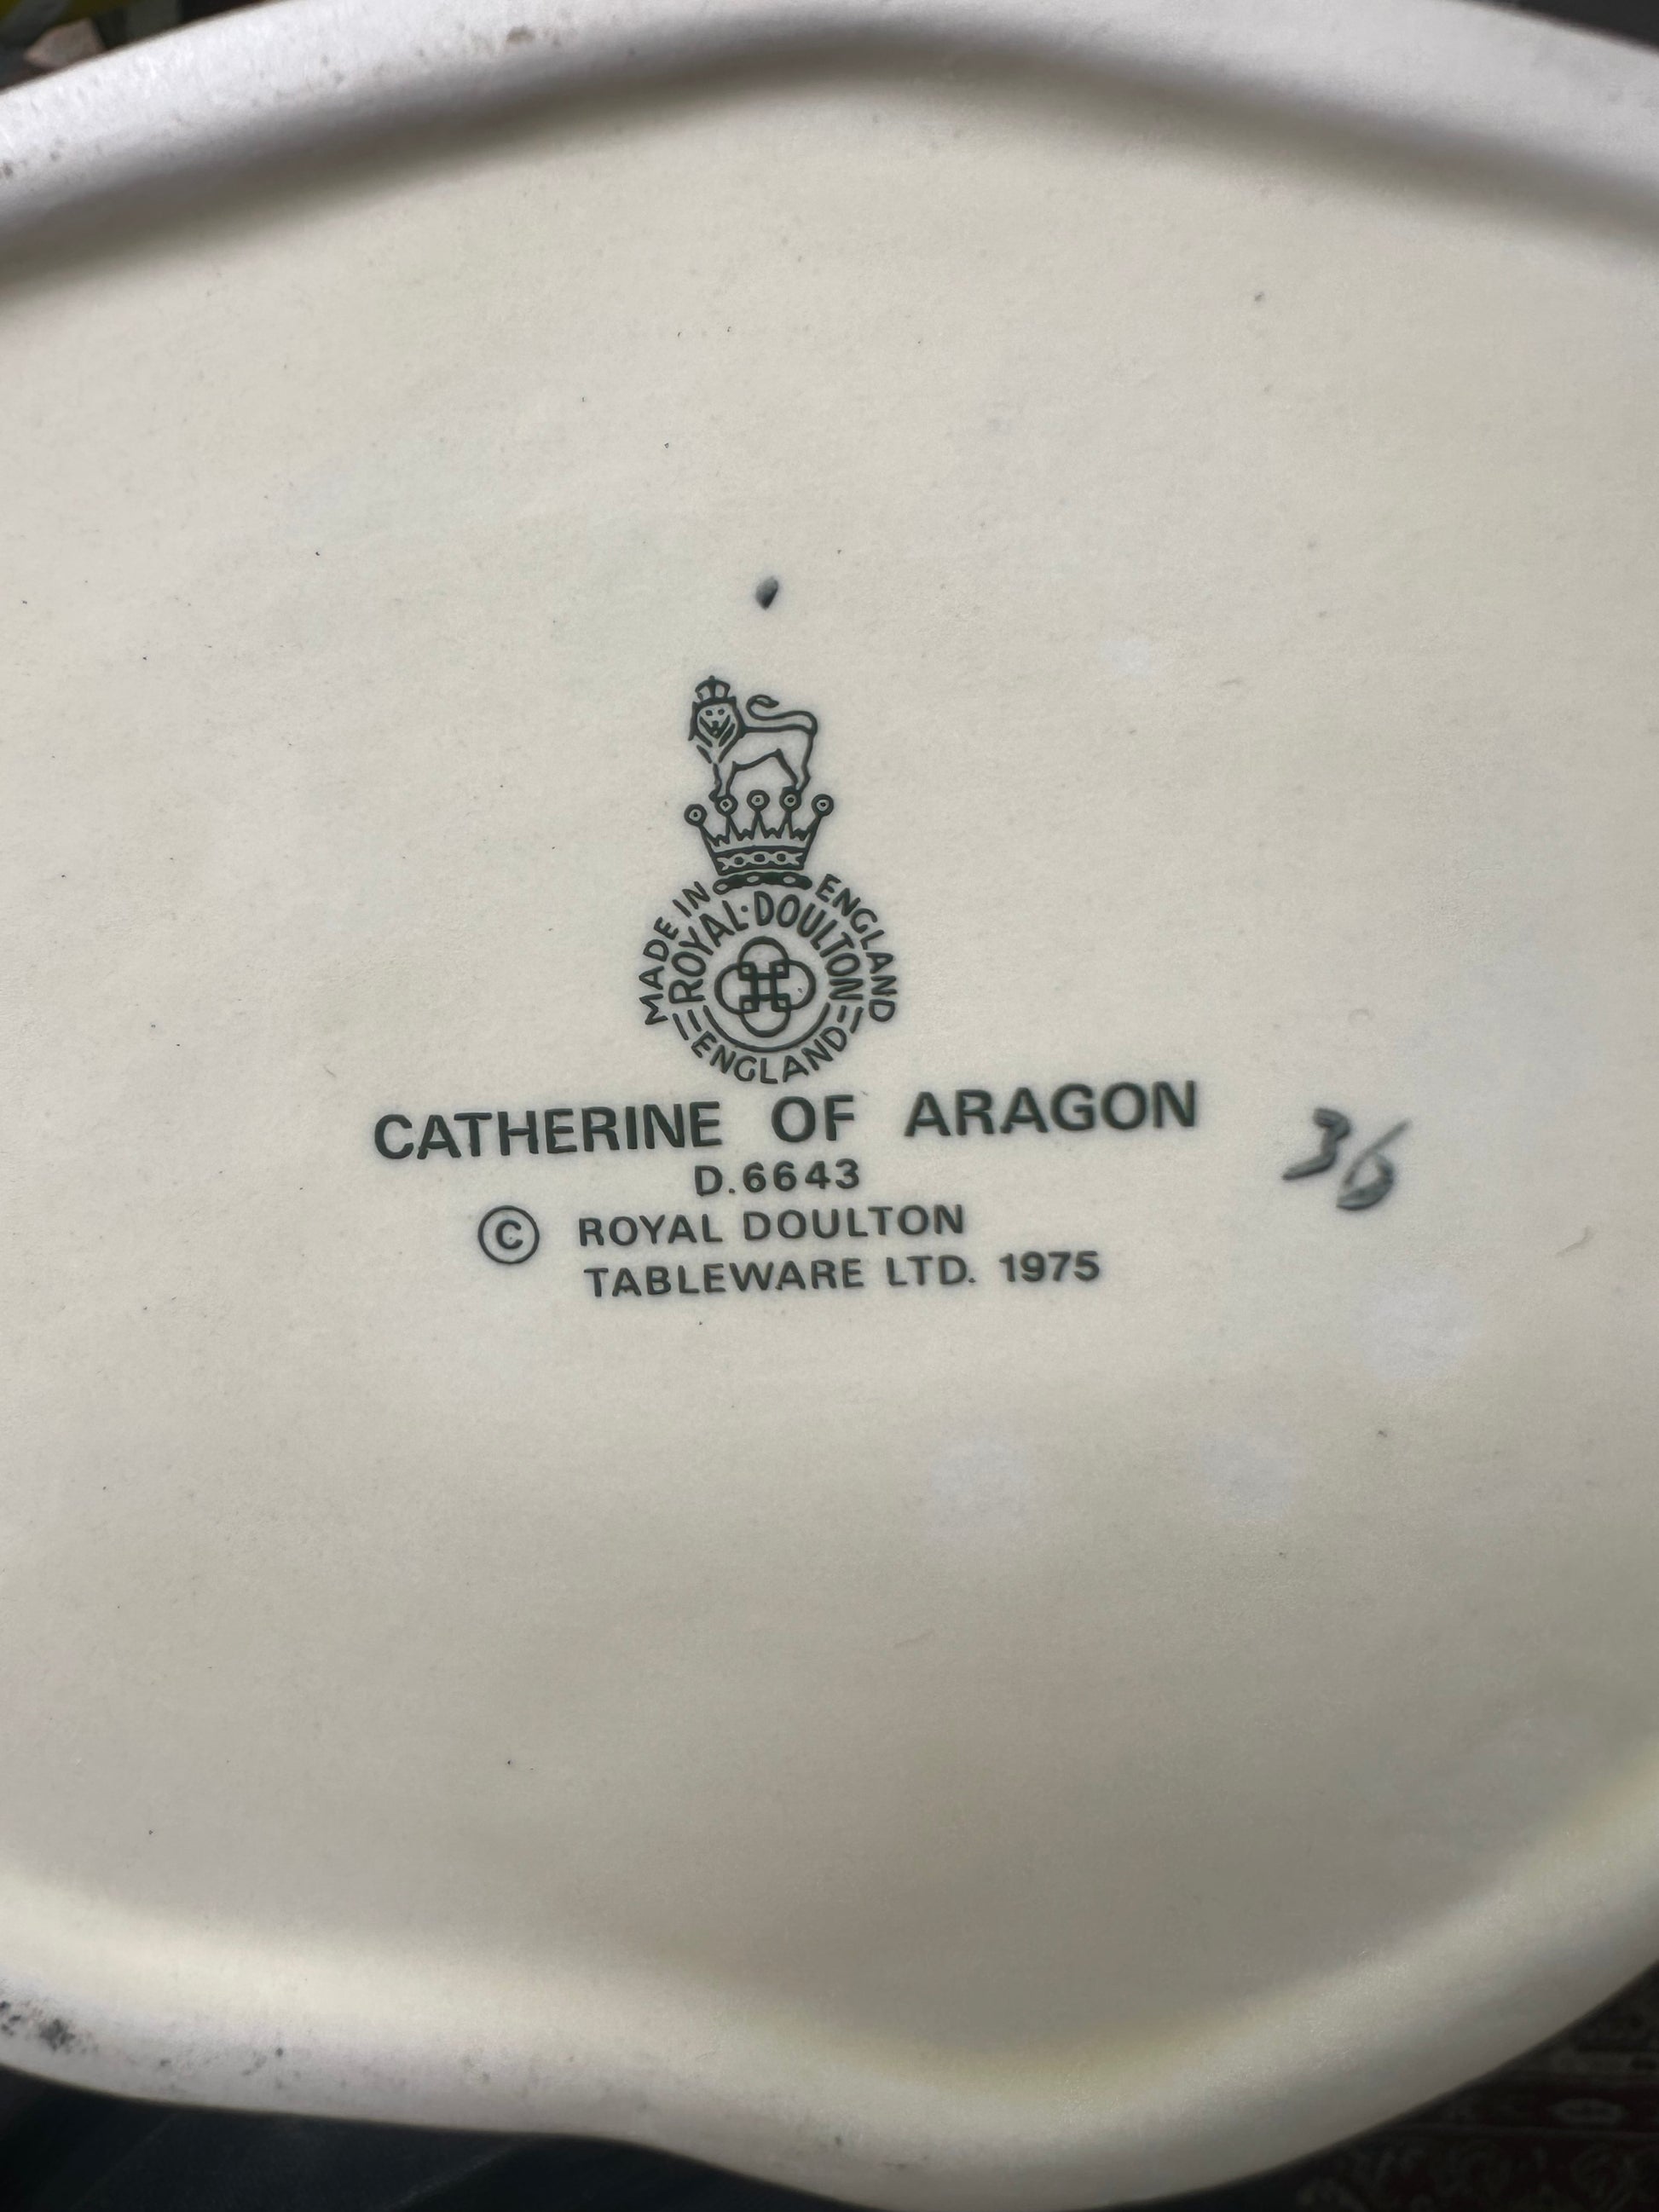 MADE IN ENGLAND
ROYAL·DOULTON
ENGLAND
CATHERINE OF ARAGON
D.6643
36
© ROYAL DOULTON
TABLEWARE LTD. 1975